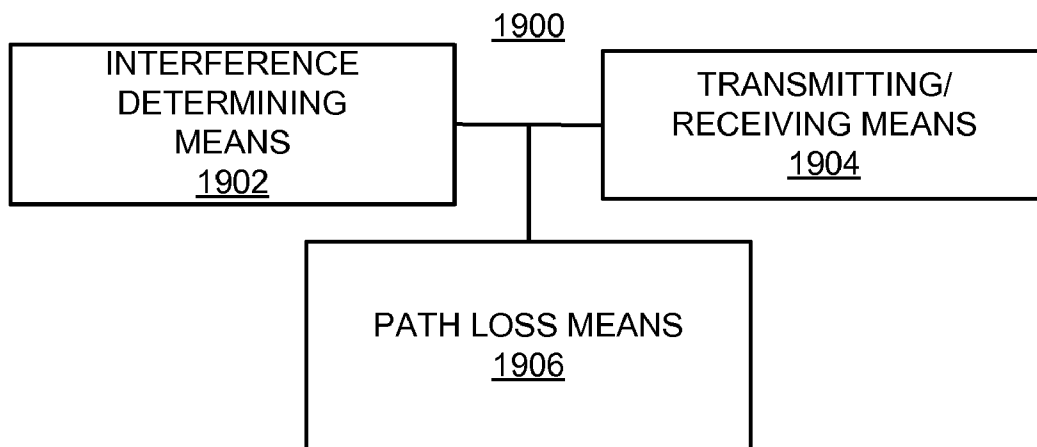 1900
INTERFERENCE
DETERMINING
MEANS
1902
TRANSMITTING/
RECEIVING MEANS
1904
PATH LOSS MEANS
1906